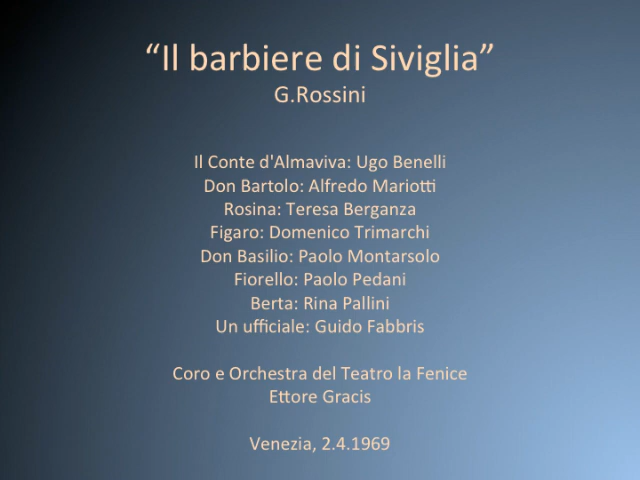 “Il barbiere di Siviglia”
G.Rossini
Il Conte d'Almaviva: Ugo Benelli
Don Bartolo: Alfredo Mariotti
Rosina: Teresa Berganza
Figaro: Domenico Trimarchi
Don Basilio: Paolo Montarsolo
Fiorello: Paolo Pedani
Berta: Rina Pallini
Un ufficiale: Guido Fabbris
Coro e Orchestra del Teatro la Fenice
Ettore Gracis
Venezia, 2.4.1969